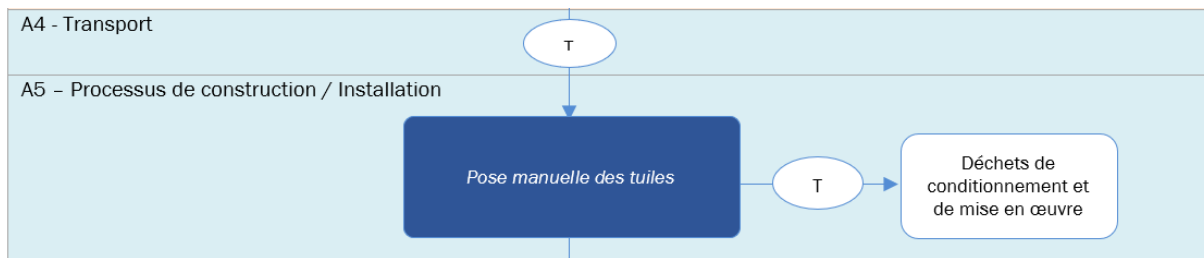 A4 - Transport
T
A5 – Processus de construction / Installation
Pose manuelle des tuiles
T
Déchets de
conditionnement et
de mise en œuvre